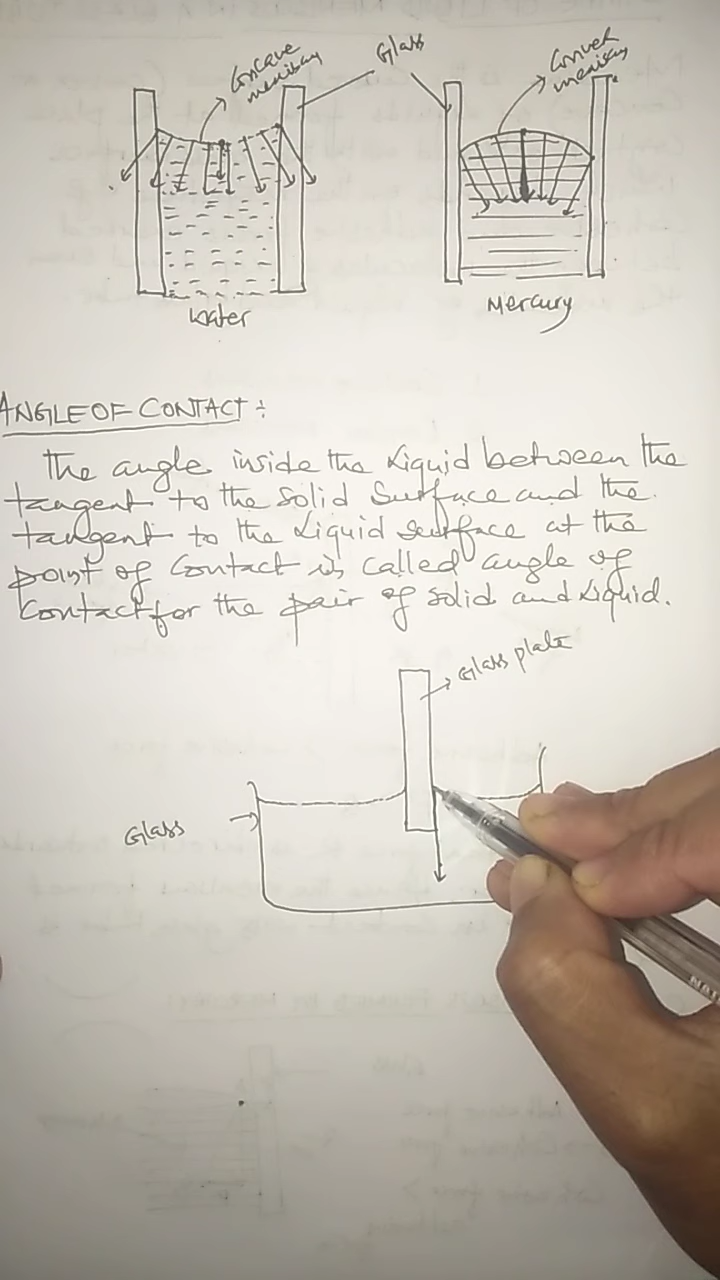 Concave
meniscus
Glass
Convex
meniscus
Water
Mercury
ANGLE OF CONTACT :
The angle inside the Liquid between the
tangent to the solid surface and the
tangent to the Liquid surface at the
point of Contact is called angle of
Contact for the pair of solid and Liquid.
Glass plate
Glass